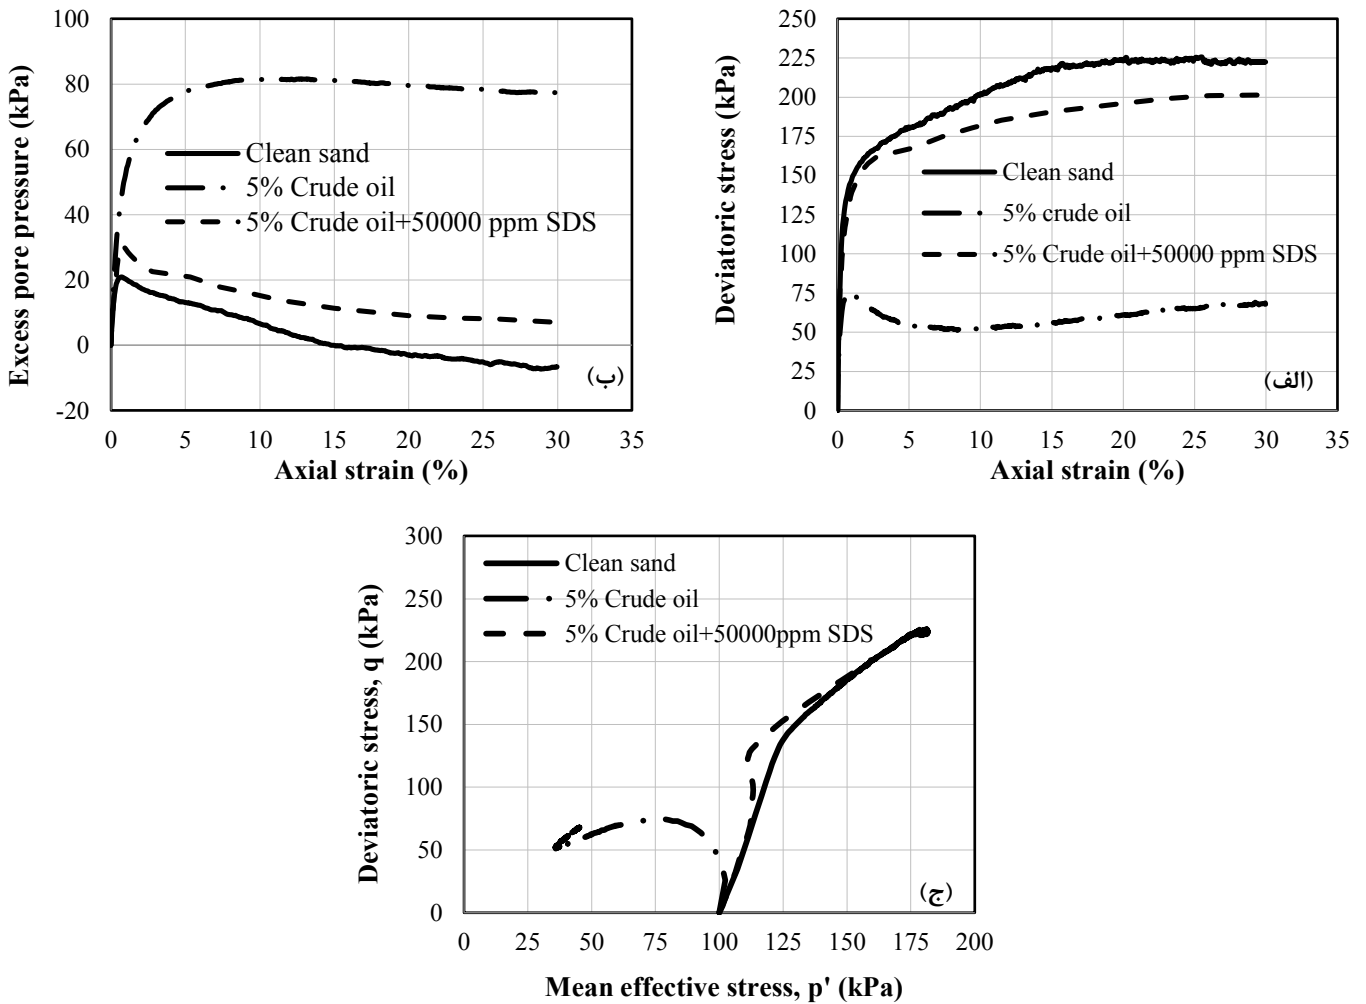 Excess pore pressure (kPa)
100
80
60
40
20
0
-20
Clean sand
5% Crude oil
5% Crude oil+50000 ppm SDS
(ب)
0 5 10 15 20 25 30 35
Axial strain (%)
Deviatoric stress (kPa)
250
225
200
175
150
125
100
75
50
25
0
Clean sand
5% crude oil
5% Crude oil+50000 ppm SDS
(الف)
0 5 10 15 20 25 30 35
Axial strain (%)
Deviatoric stress, q (kPa)
300
250
200
150
100
50
0
Clean sand
5% Crude oil
5% Crude oil+50000ppm SDS
(ج)
0 25 50 75 100 125 150 175 200
Mean effective stress, p' (kPa)